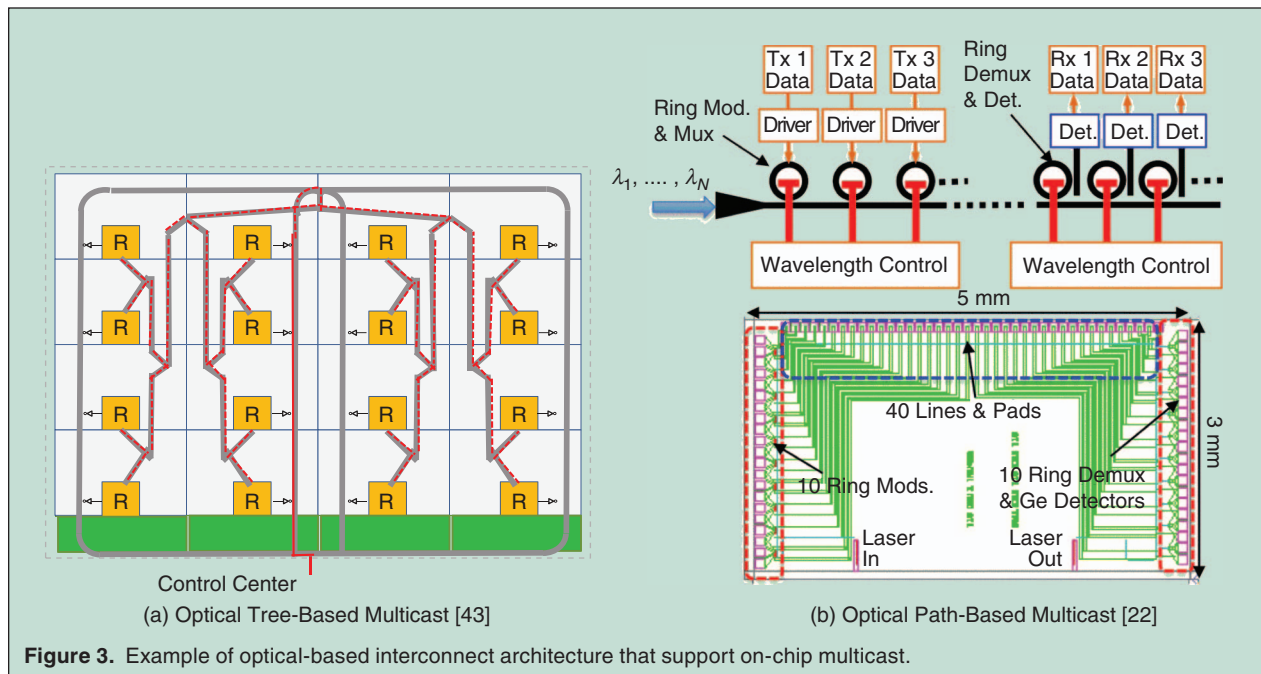 R R R R
R R R R
R R R R
R R R R
Control Center
(a) Optical Tree-Based Multicast [43]
Tx 1 Data
Tx 2 Data
Tx 3 Data
Ring Demux & Det.
Rx 1 Data
Rx 2 Data
Rx 3 Data
Ring Mod. & Mux
Driver Driver Driver
Det. Det. Det.
λ1, .... , λN
Wavelength Control
Wavelength Control
5 mm
40 Lines & Pads
3 mm
10 Ring Mods.
10 Ring Demux
& Ge Detectors
Laser
In
Laser
Out
(b) Optical Path-Based Multicast [22]
Figure 3. Example of optical-based interconnect architecture that support on-chip multicast.